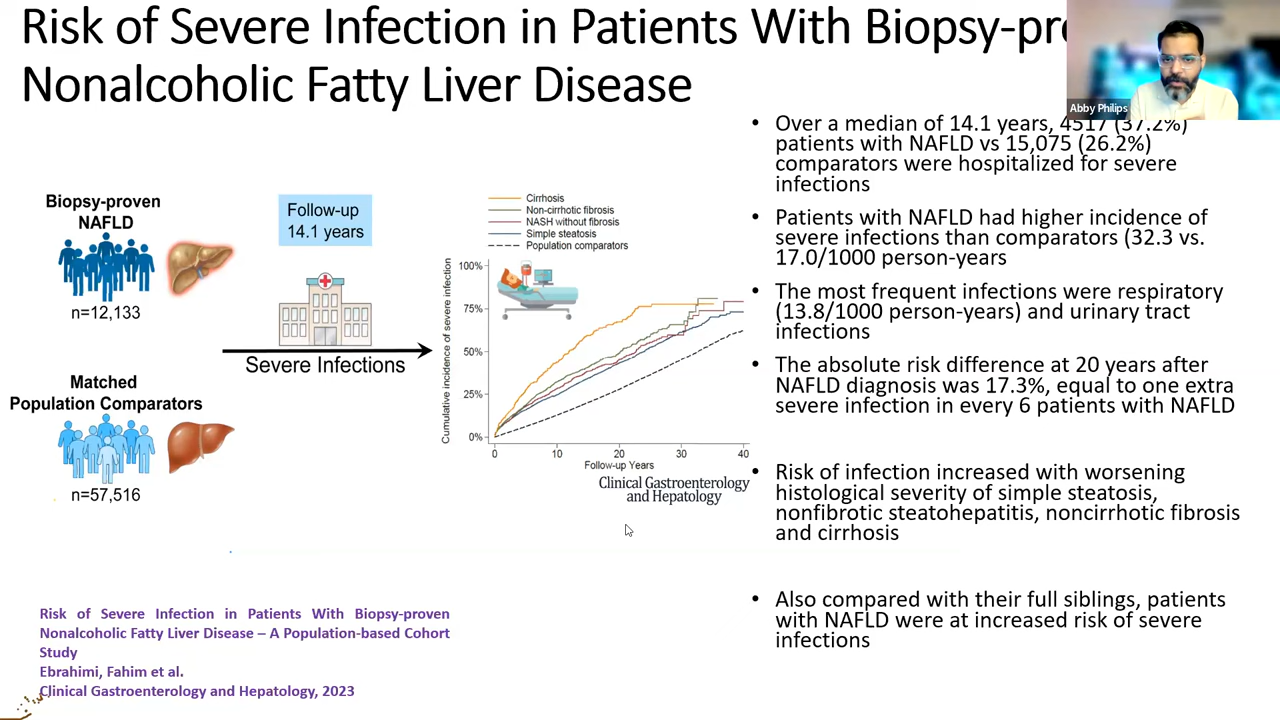 Risk of Severe Infection in Patients With Biopsy-pro
Nonalcoholic Fatty Liver Disease
Abby Philips
Biopsy-proven
NAFLD
n=12,133
Matched
Population Comparators
n=57,516
Follow-up
14.1 years
Severe Infections
Cirrhosis
Non-cirrhotic fibrosis
NASH without fibrosis
Simple steatosis
Population comparators
Cumulative incidence of severe infection
100%
75%
50%
25%
0%
0 10 20 30 40
Follow-up Years
Clinical Gastroenterology
and Hepatology
• Over a median of 14.1 years, 4517 (37.2%)
patients with NAFLD vs 15,075 (26.2%)
comparators were hospitalized for severe
infections
• Patients with NAFLD had higher incidence of
severe infections than comparators (32.3 vs.
17.0/1000 person-years
• The most frequent infections were respiratory
(13.8/1000 person-years) and urinary tract
infections
• The absolute risk difference at 20 years after
NAFLD diagnosis was 17.3%, equal to one extra
severe infection in every 6 patients with NAFLD
• Risk of infection increased with worsening
histological severity of simple steatosis,
nonfibrotic steatohepatitis, noncirrhotic fibrosis
and cirrhosis
• Also compared with their full siblings, patients
with NAFLD were at increased risk of severe
infections
Risk of Severe Infection in Patients With Biopsy-proven
Nonalcoholic Fatty Liver Disease – A Population-based Cohort
Study
Ebrahimi, Fahim et al.
Clinical Gastroenterology and Hepatology, 2023